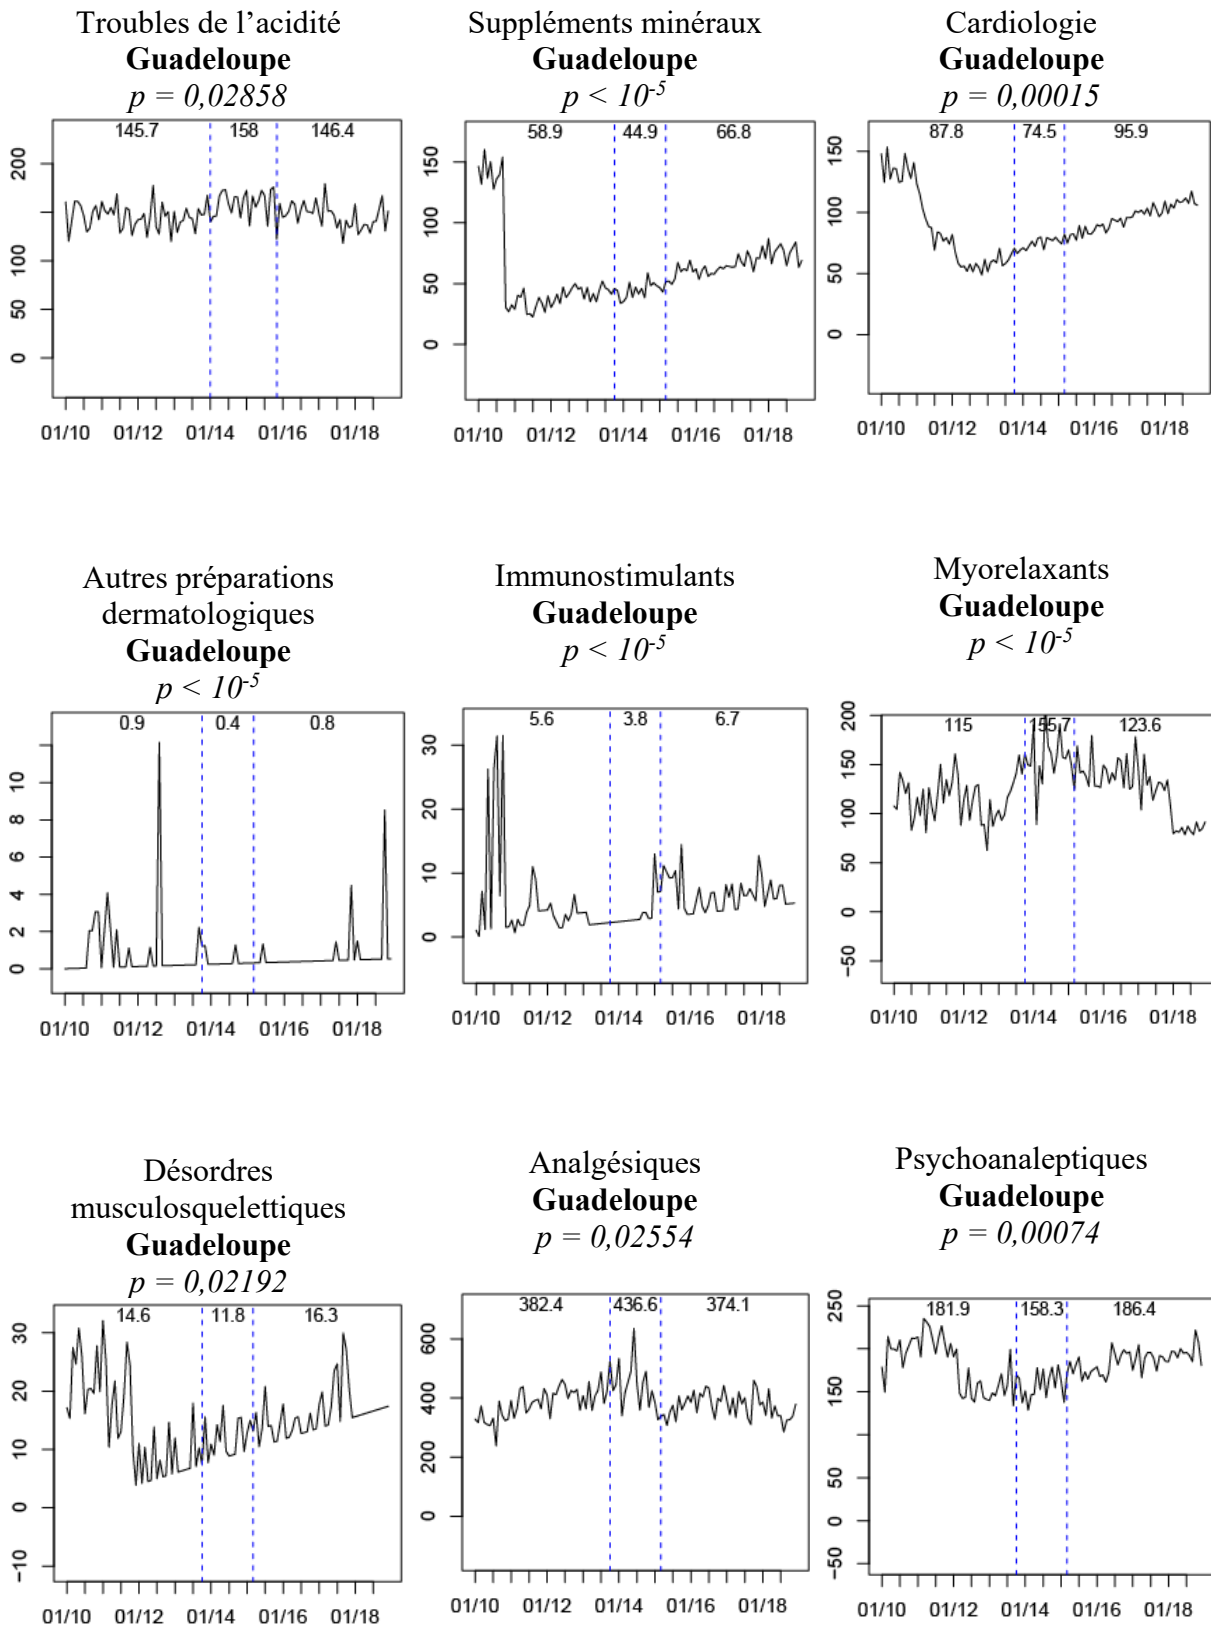 Troubles de l’acidité
Guadeloupe
p = 0,02858
145.7 158 146.4
200
100
50
0
01/10 01/12 01/14 01/16 01/18
Suppléments minéraux
Guadeloupe
p < 10-5
58.9 44.9 66.8
150
100
50
0
01/10 01/12 01/14 01/16 01/18
Cardiologie
Guadeloupe
p = 0,00015
87.8 74.5 95.9
150
100
50
0
01/10 01/12 01/14 01/16 01/18
Autres préparations
dermatologiques
Guadeloupe
p < 10-5
0.9 0.4 0.8
10
8
6
4
2
0
01/10 01/12 01/14 01/16 01/18
Immunostimulants
Guadeloupe
p < 10-5
5.6 3.8 6.7
30
20
10
0
01/10 01/12 01/14 01/16 01/18
Myorelaxants
Guadeloupe
p < 10-5
115 155.7 123.6
200
150
100
50
0
−50
01/10 01/12 01/14 01/16 01/18
Désordres
musculosquelettiques
Guadeloupe
p = 0,02192
14.6 11.8 16.3
30
20
10
0
−10
01/10 01/12 01/14 01/16 01/18
Analgésiques
Guadeloupe
p = 0,02554
382.4 436.6 374.1
600
400
200
0
01/10 01/12 01/14 01/16 01/18
Psychoanaleptiques
Guadeloupe
p = 0,00074
181.9 158.3 186.4
250
150
50
0
−50
01/10 01/12 01/14 01/16 01/18